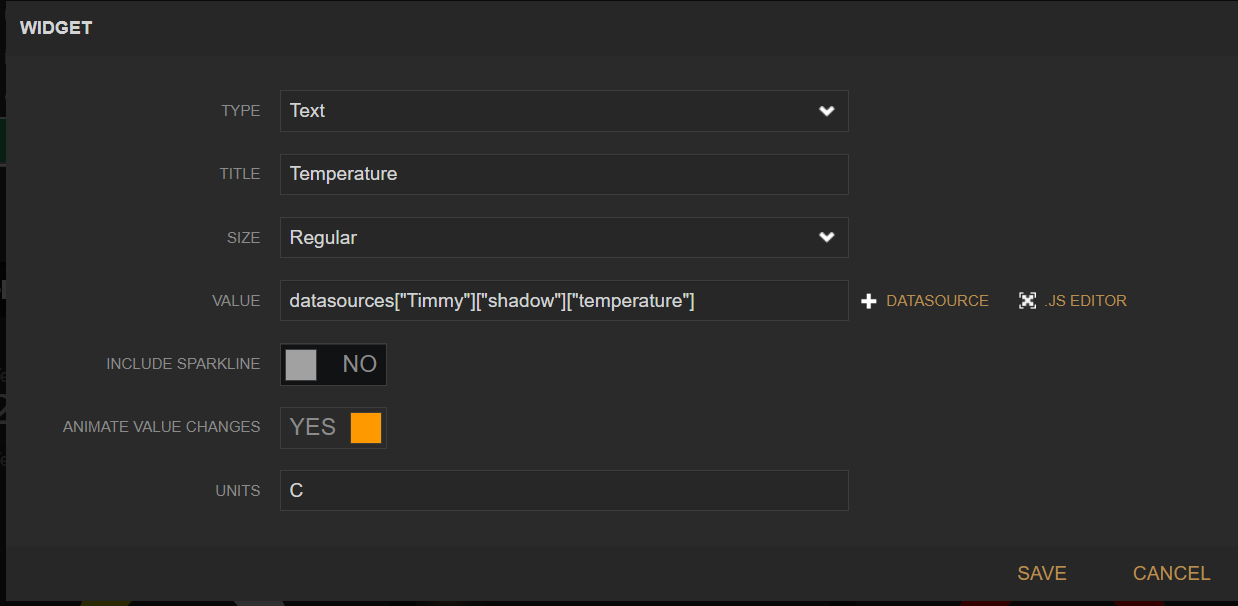 WIDGET
TYPE Text
TITLE Temperature
SIZE Regular
VALUE datasources["Timmy"]["shadow"]["temperature"] DATASOURCE .JS EDITOR
INCLUDE SPARKLINE NO
ANIMATE VALUE CHANGES YES
UNITS C
SAVE CANCEL